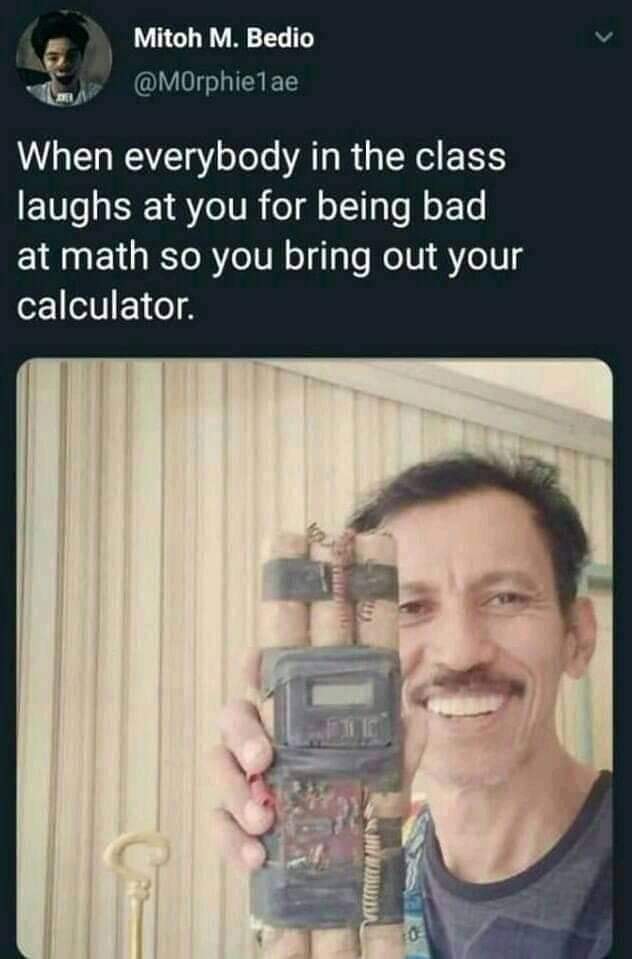 Mitoh M. Bedio
@M0rphie1ae
When everybody in the class
laughs at you for being bad
at math so you bring out your
calculator.